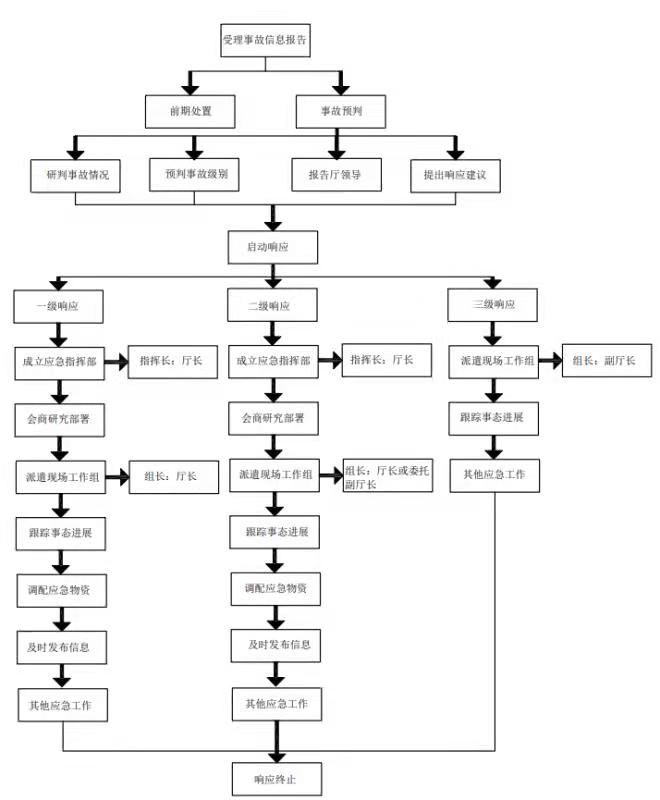 受理事故信息报告
前期处置
事故预判
研判事故情况
预判事故级别
报告厅领导
提出响应建议
启动响应
一级响应
二级响应
三级响应
成立应急指挥部
指挥长：厅长
成立应急指挥部
指挥长：厅长
派遣现场工作组
组长：副厅长
会商研究部署
会商研究部署
跟踪事态进展
派遣现场工作组
组长：厅长
派遣现场工作组
组长：厅长或委托
副厅长
其他应急工作
跟踪事态进展
跟踪事态进展
调配应急物资
调配应急物资
及时发布信息
及时发布信息
其他应急工作
其他应急工作
响应终止